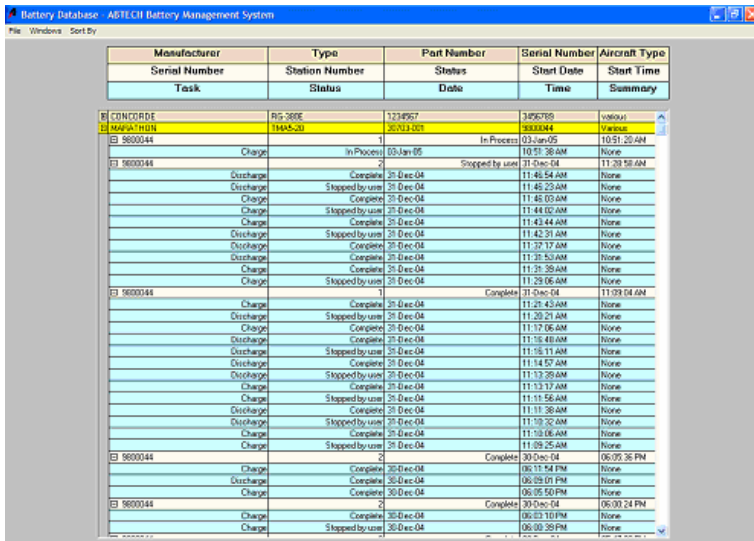 Battery Database - ABTECH Battery Management System
File Windows Sort By
Manufacturer Type Part Number Serial Number Aircraft Type
Serial Number Station Number Status Start Date Start Time
Task Status Date Time Summary
CONCORDE RG-380E 1234567 3456789 various
MARATHON TMA5-20 30703-001 9800044 Various
9800044 1 In Process 03-Jan-05 10:51:20 AM
Charge In Process 03-Jan-05 10:51:38 AM None
9800044 2 Stopped by user 31-Dec-04 11:28:58 AM
Discharge Complete 31-Dec-04 11:46:54 AM None
Discharge Stopped by user 31-Dec-04 11:46:23 AM None
Charge Complete 31-Dec-04 11:46:03 AM None
Charge Stopped by user 31-Dec-04 11:44:02 AM None
Charge Complete 31-Dec-04 11:43:44 AM None
Discharge Stopped by user 31-Dec-04 11:42:31 AM None
Discharge Complete 31-Dec-04 11:37:17 AM None
Discharge Complete 31-Dec-04 11:31:53 AM None
Charge Complete 31-Dec-04 11:31:39 AM None
Charge Stopped by user 31-Dec-04 11:29:06 AM None
9800044 1 Complete 31-Dec-04 11:09:04 AM
Charge Complete 31-Dec-04 11:21:43 AM None
Discharge Stopped by user 31-Dec-04 11:20:21 AM None
Charge Complete 31-Dec-04 11:17:06 AM None
Discharge Complete 31-Dec-04 11:16:48 AM None
Discharge Stopped by user 31-Dec-04 11:16:11 AM None
Charge Complete 31-Dec-04 11:14:57 AM None
Discharge Stopped by user 31-Dec-04 11:13:39 AM None
Charge Complete 31-Dec-04 11:13:17 AM None
Charge Stopped by user 31-Dec-04 11:11:56 AM None
Discharge Complete 31-Dec-04 11:11:38 AM None
Discharge Stopped by user 31-Dec-04 11:10:32 AM None
Charge Complete 31-Dec-04 11:10:06 AM None
Charge Stopped by user 31-Dec-04 11:09:25 AM None
9800044 2 Complete 30-Dec-04 06:05:36 PM
Charge Complete 30-Dec-04 06:11:54 PM None
Discharge Complete 30-Dec-04 06:09:01 PM None
Charge Complete 30-Dec-04 06:05:50 PM None
9800044 2 Complete 30-Dec-04 06:00:24 PM
Charge Complete 30-Dec-04 06:03:10 PM None
Charge Stopped by user 30-Dec-04 06:00:39 PM None